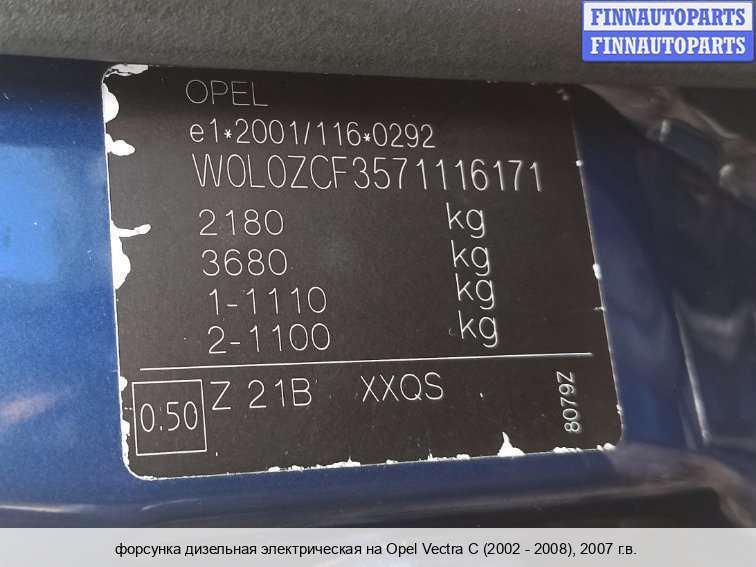 FINNAUTOPARTS
FINNAUTOPARTS
OPEL
e1*2001/116*0292
W0L0ZCF3571116171
2180 kg
3680 kg
1-1110 kg
2-1100 kg
0.50 Z 21B XXQS
8079Z
форсунка дизельная электрическая на Opel Vectra C (2002 - 2008), 2007 г.в.